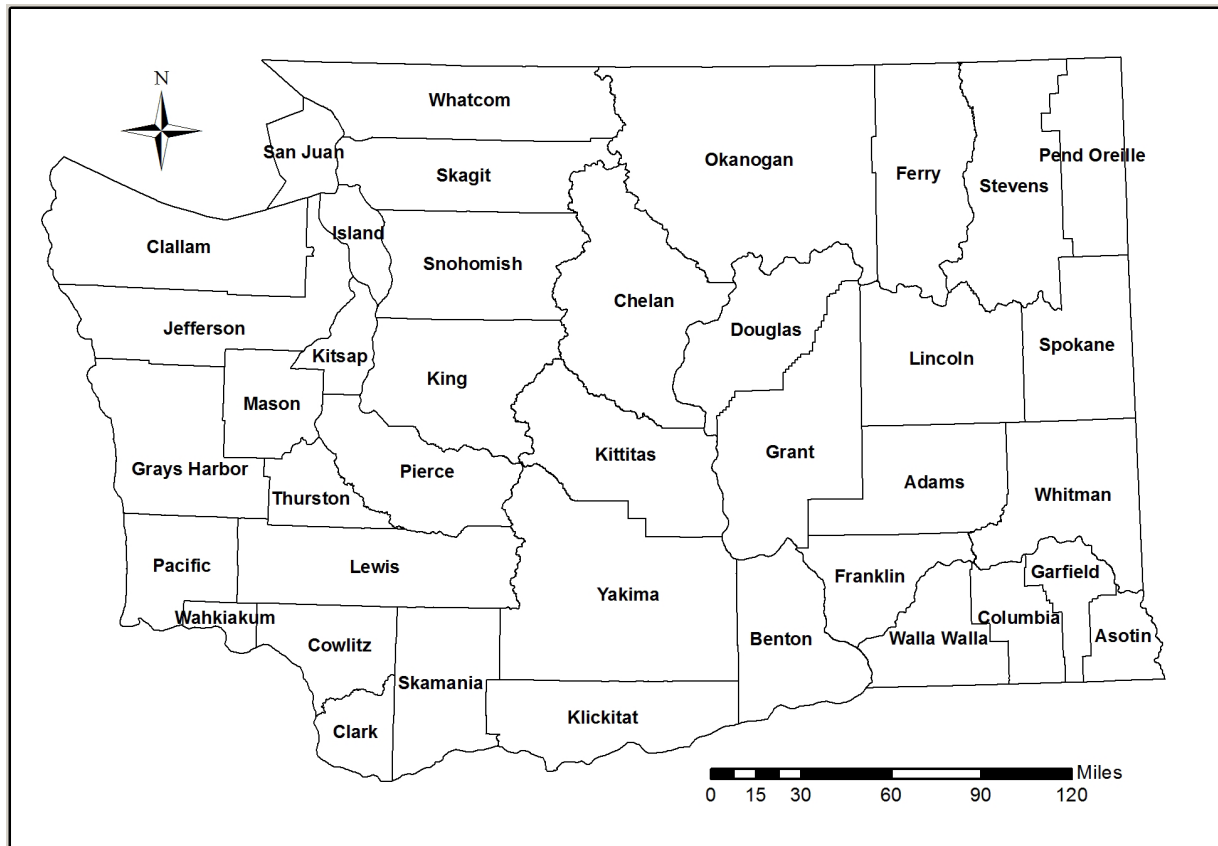 N
Whatcom
San Juan
Skagit
Okanogan
Ferry
Stevens
Pend Oreille
Clallam
Island
Snohomish
Chelan
Douglas
Jefferson
Kitsap
King
Lincoln
Spokane
Mason
Grays Harbor
Thurston
Pierce
Kittitas
Grant
Adams
Whitman
Pacific
Lewis
Yakima
Franklin
Garfield
Wahkiakum
Cowlitz
Skamania
Benton
Walla Walla
Columbia
Asotin
Clark
Klickitat
Miles
0 15 30 60 90 120